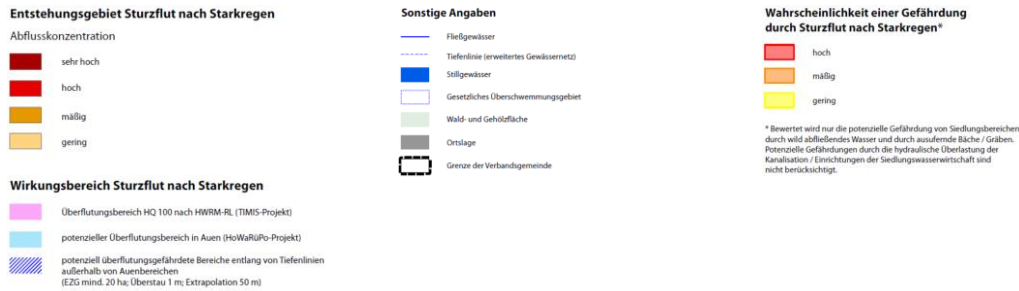 Entstehungsgebiet Sturzflut nach Starkregen
Abflusskonzentration
sehr hoch
hoch
mäßig
gering
Wirkungsbereich Sturzflut nach Starkregen
Überflutungsbereich HQ 100 nach HWRM-RL (TIMIS-Projekt)
potenzieller Überflutungsbereich in Auen (HoWaRüPo-Projekt)
potenziell überflutungsgefährdete Bereiche entlang von Tiefenlinien
außerhalb von Auenbereichen
(EZG mind. 20 ha; Überstau 1 m; Extrapolation 50 m)
Sonstige Angaben
Fließgewässer
Tiefenlinie (erweitertes Gewässernetz)
Stillgewässer
Gesetzliches Überschwemmungsgebiet
Wald- und Gehölzfläche
Ortslage
Grenze der Verbandsgemeinde
Wahrscheinlichkeit einer Gefährdung
durch Sturzflut nach Starkregen*
hoch
mäßig
gering
* Bewertet wird nur die potenzielle Gefährdung von Siedlungsbereichen
durch wild abfließendes Wasser und durch ausufernde Bäche / Gräben.
Potenzielle Gefährdungen durch die hydraulische Überlastung der
Kanalisation / Einrichtungen der Siedlungswasserwirtschaft sind
nicht berücksichtigt.